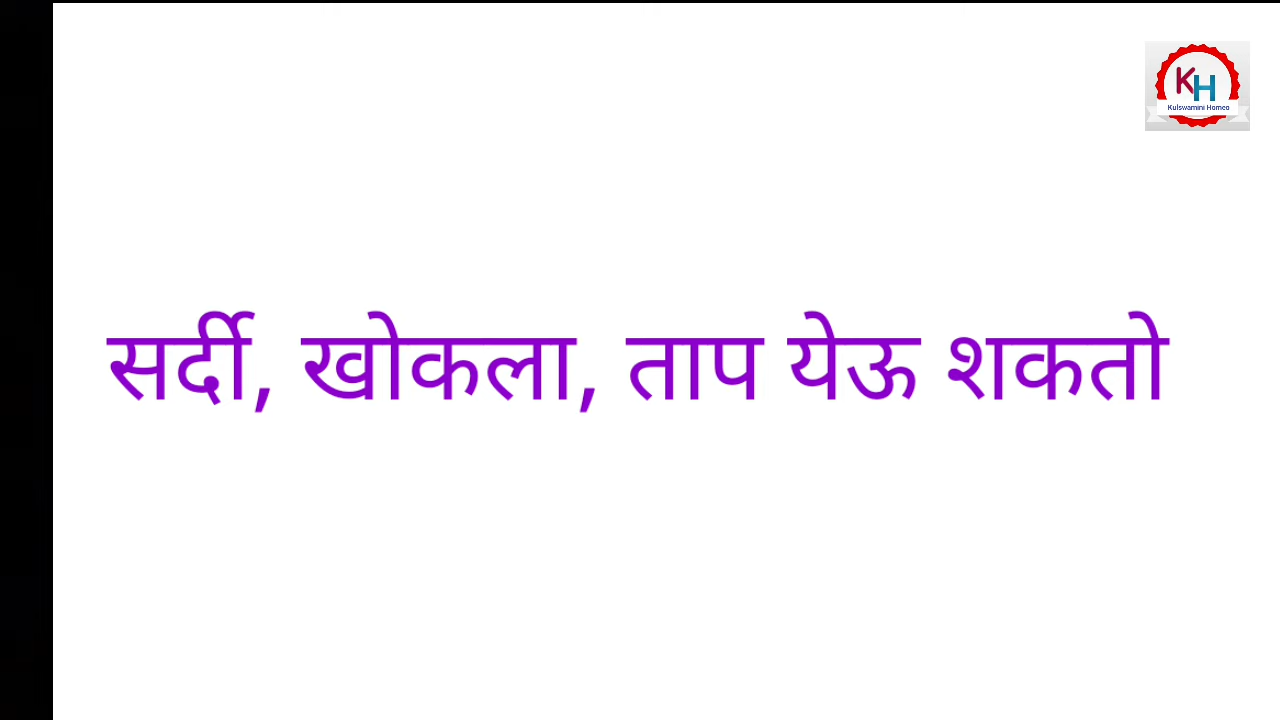 KH
Kulswamini Homeo
सर्दी, खोकला, ताप येऊ शकतो